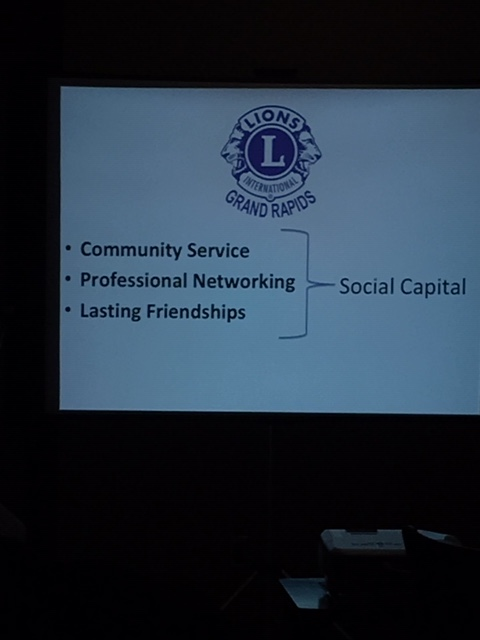 LIONS
L
INTERNATIONAL
GRAND RAPIDS
• Community Service
• Professional Networking
• Lasting Friendships
Social Capital